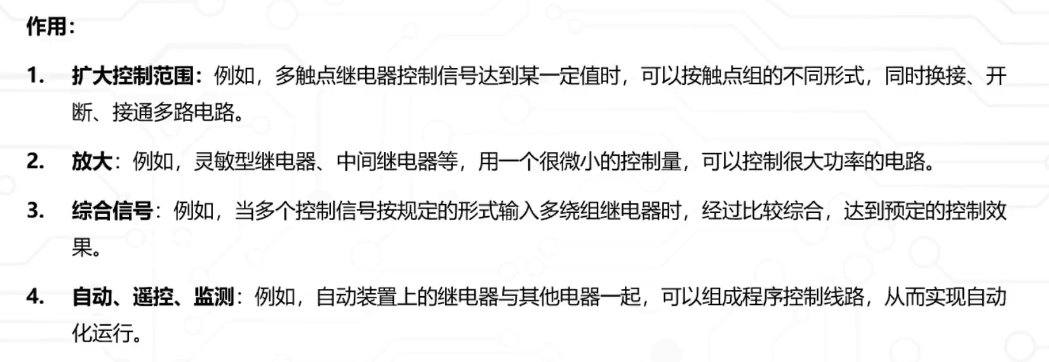 作用：
1. 扩大控制范围：例如，多触点继电器控制信号达到某一定值时，可以按触点组的不同形式，同时换接、开
断、接通多路电路。
2. 放大：例如，灵敏型继电器、中间继电器等，用一个很微小的控制量，可以控制很大功率的电路。
3. 综合信号：例如，当多个控制信号按规定的形式输入多绕组继电器时，经过比较综合，达到预定的控制效
果。
4. 自动、遥控、监测：例如，自动装置上的继电器与其他电器一起，可以组成程序控制线路，从而实现自动
化运行。